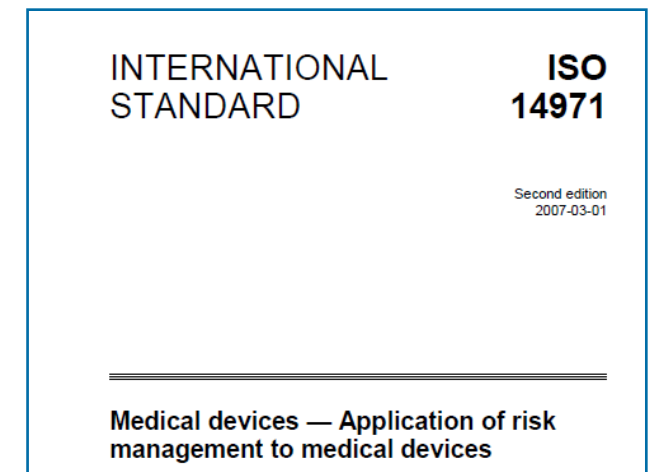 INTERNATIONAL
STANDARD
ISO
14971
Second edition
2007-03-01
Medical devices — Application of risk
management to medical devices